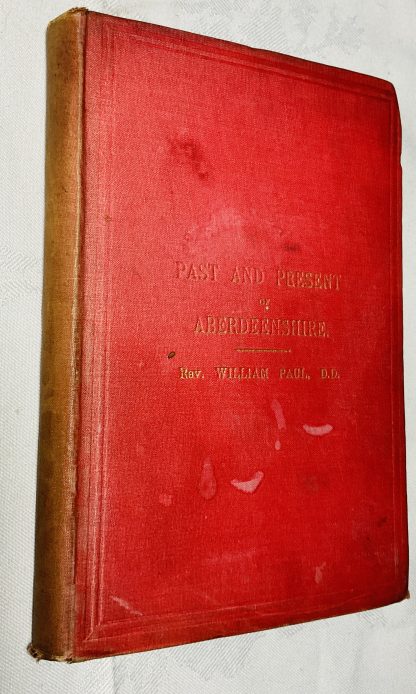 PAST AND PRESENT
OF
ABERDEENSHIRE.
REV. WILLIAM PAUL, D.D.